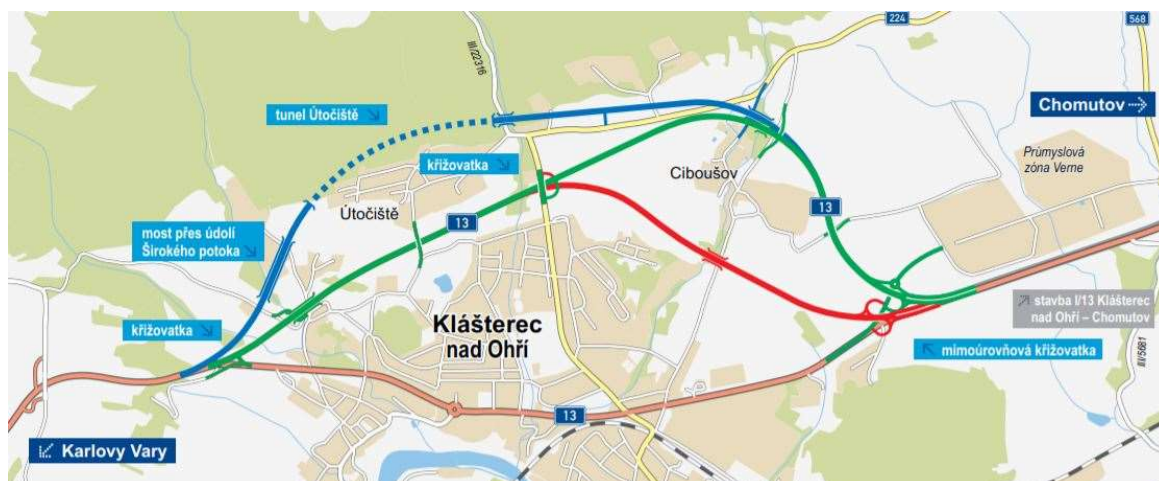 224
568
III/22316
Chomutov
tunel Útočiště
Průmyslová
zóna Verne
křižovatka
Ciboušov
Útočiště
13
13
most přes údolí
Širokého potoka
stavba I/13 Klášterec
nad Ohří – Chomutov
Klášterec
nad Ohří
křižovatka
mimoúrovňová křižovatka
III/5681
13
Karlovy Vary